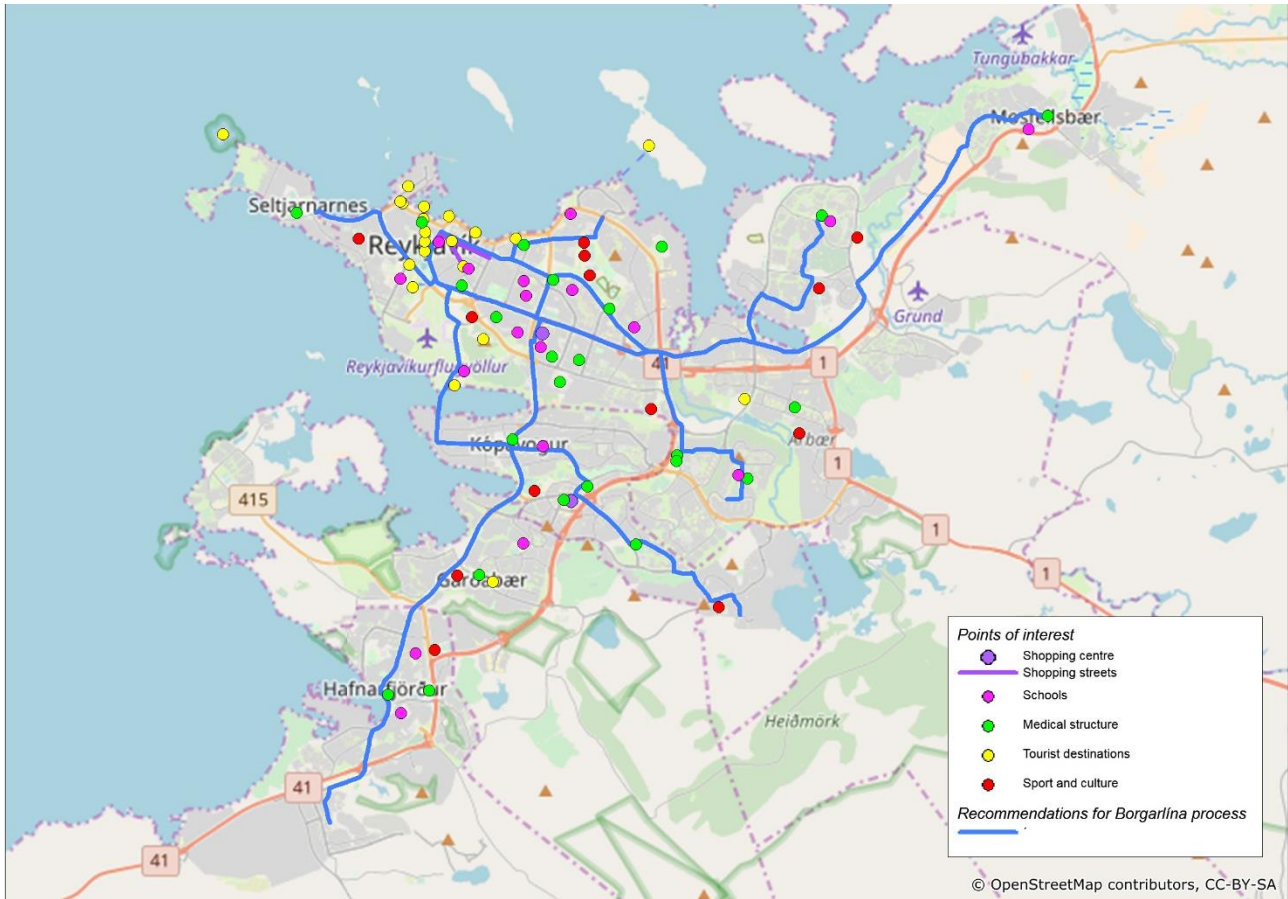 Tungubakkar
Mosfellsbær
Seltjarnarnes
Reykjavík
Grund
1
41
1
Árbær
Kópavogur
415
1
1
1
Garðabær
Hafnarfjörður
Heiðmörk
41
41
Points of interest
Shopping centre
Shopping streets
Schools
Medical structure
Tourist destinations
Sport and culture
Recommendations for Borgarlína process
© OpenStreetMap contributors, CC-BY-SA